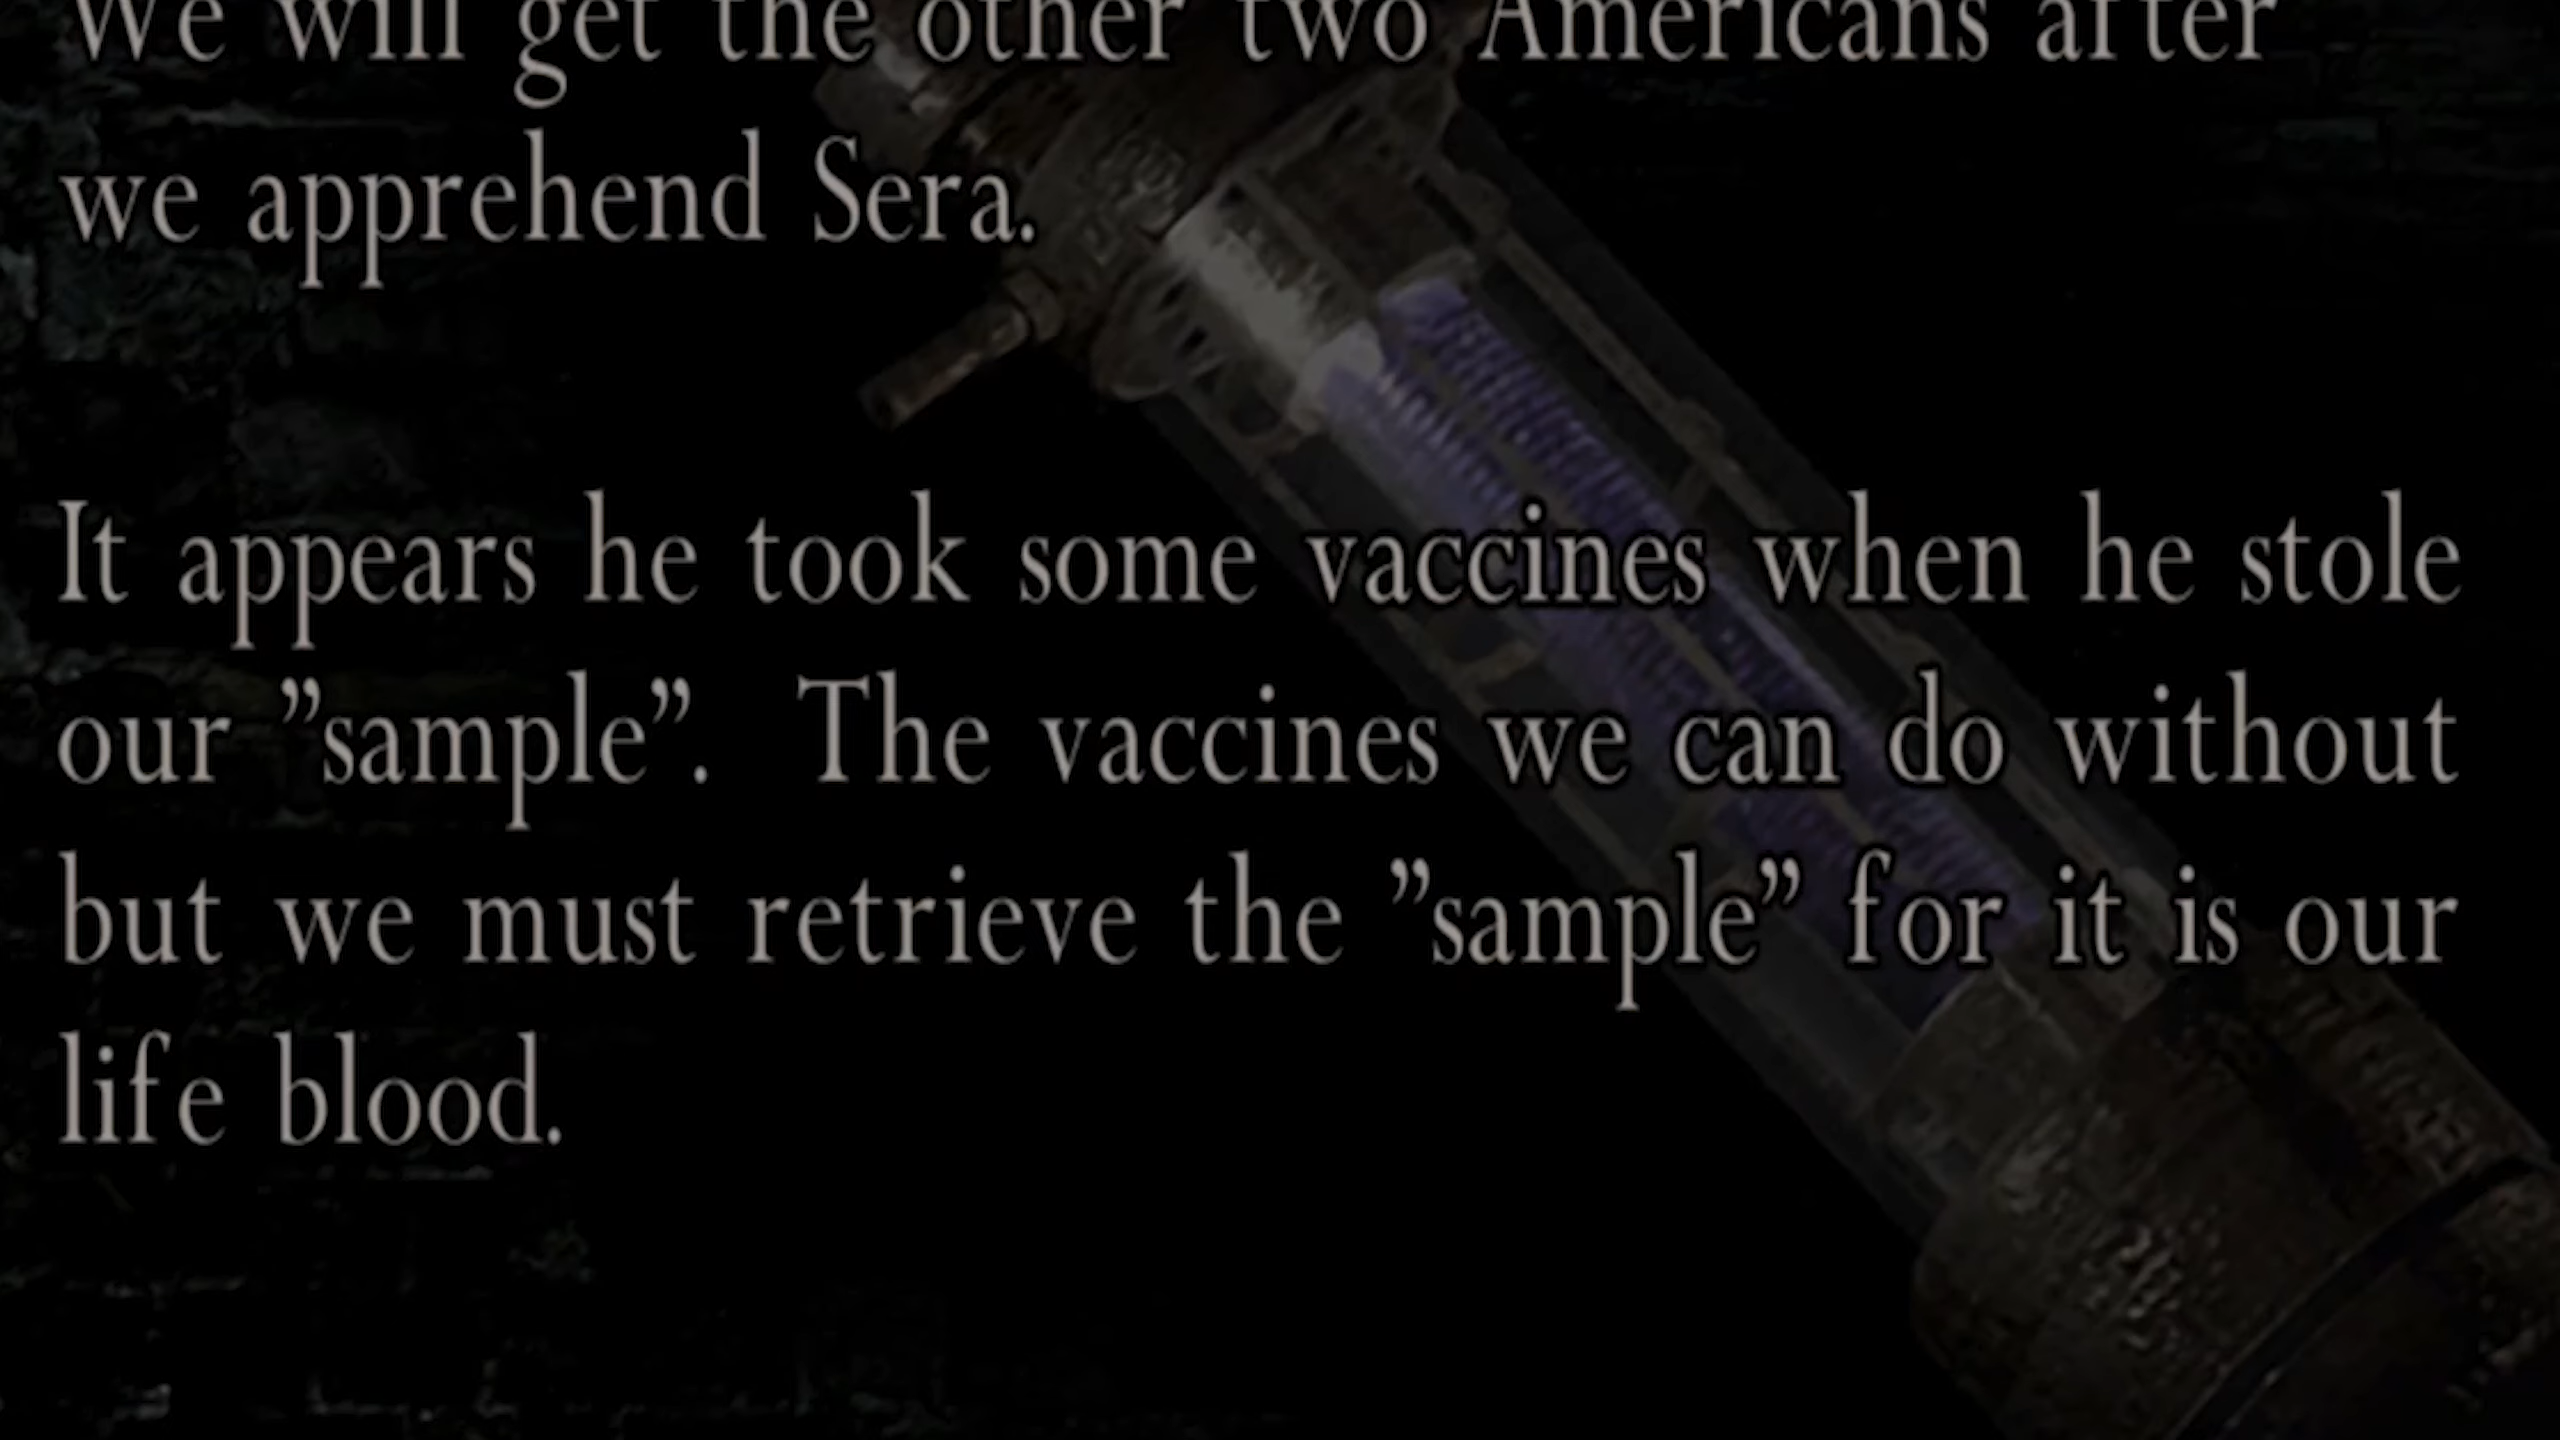 We will get the other two Americans after
we apprehend Sera.
It appears he took some vaccines when he stole
our ”sample”. The vaccines we can do without
but we must retrieve the ”sample” for it is our
life blood.